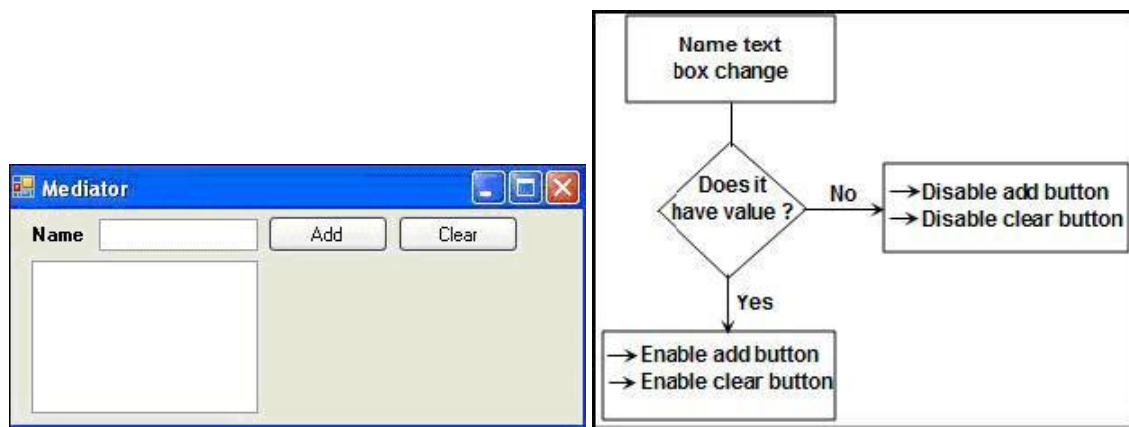 Mediator
Name
Add
Clear
Name text
box change
Does it
have value ?
No
Disable add button
Disable clear button
Yes
Enable add button
Enable clear button